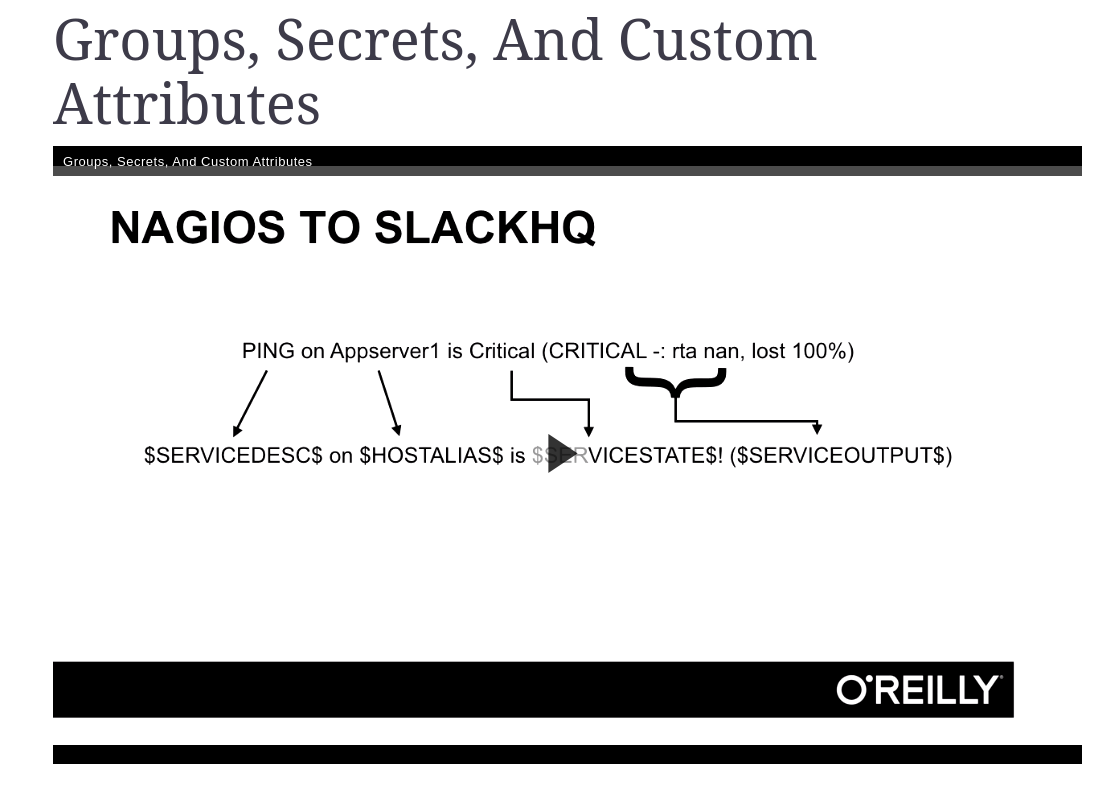 Groups, Secrets, And Custom
Attributes
Groups, Secrets, And Custom Attributes
NAGIOS TO SLACKHQ
PING on Appserver1 is Critical (CRITICAL -: rta nan, lost 100%)
$SERVICEDESC$ on $HOSTALIAS$ is $SERVICESTATE$! ($SERVICEOUTPUT$)
O'REILLY